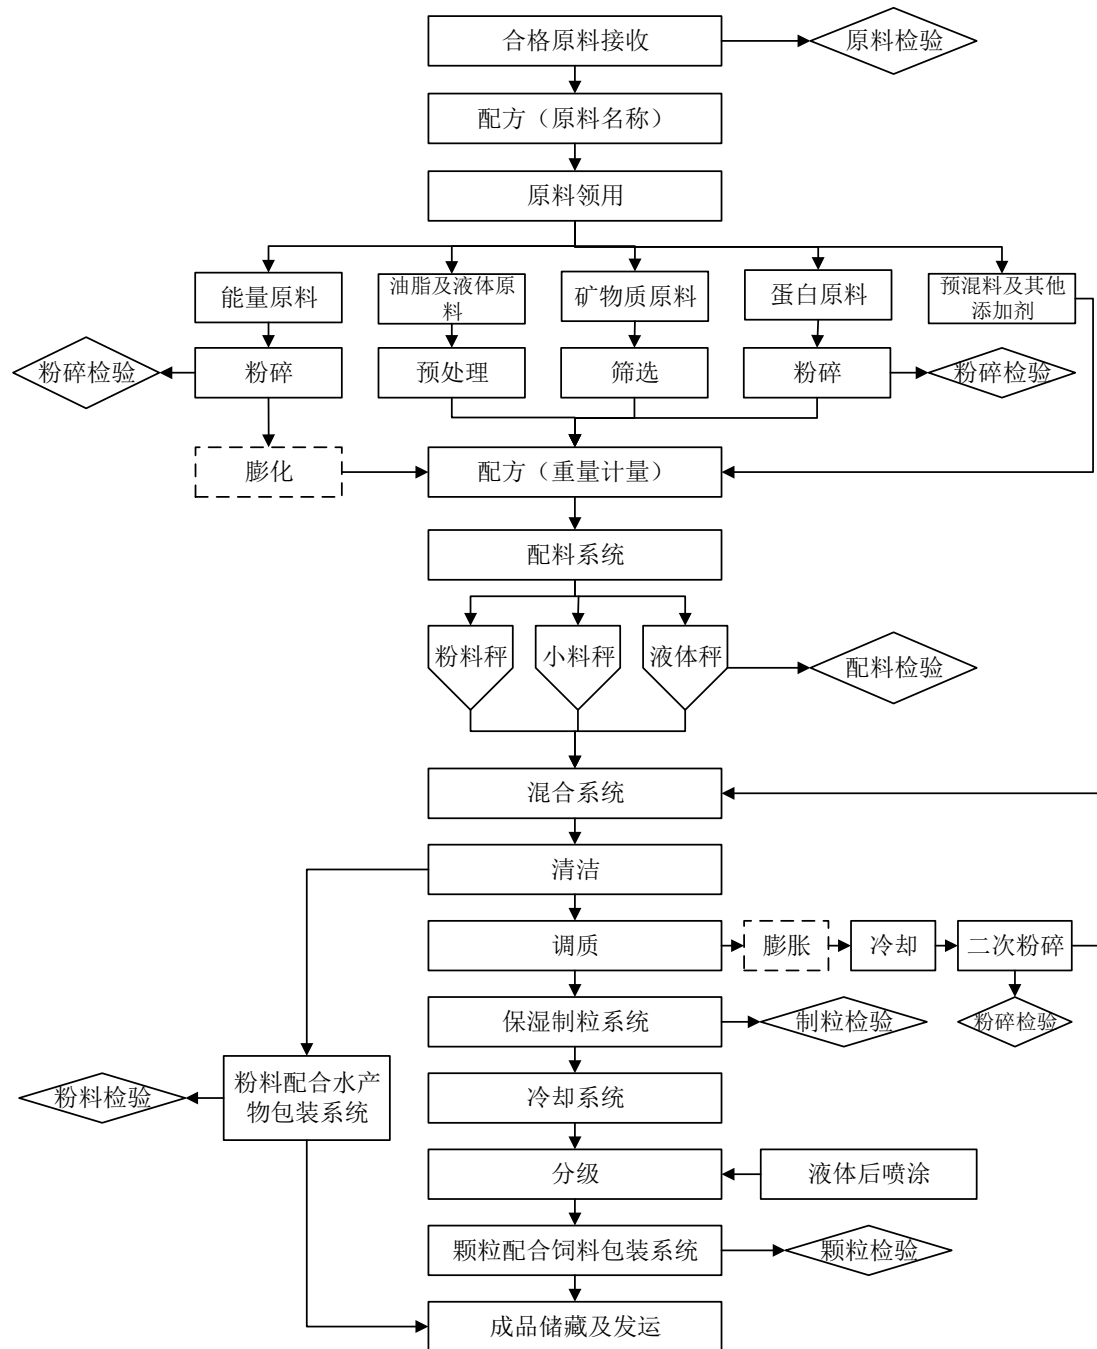 合格原料接收
原料检验
配方（原料名称）
原料领用
能量原料
油脂及液体原
料
矿物质原料
蛋白原料
预混料及其他
添加剂
粉碎检验
粉碎
预处理
筛选
粉碎
粉碎检验
膨化
配方（重量计量）
配料系统
粉料秤
小料秤
液体秤
配料检验
混合系统
清洁
调质
膨胀
冷却
二次粉碎
保湿制粒系统
制粒检验
粉碎检验
粉料检验
粉料配合水产
物包装系统
冷却系统
分级
液体后喷涂
颗粒配合饲料包装系统
颗粒检验
成品储藏及发运